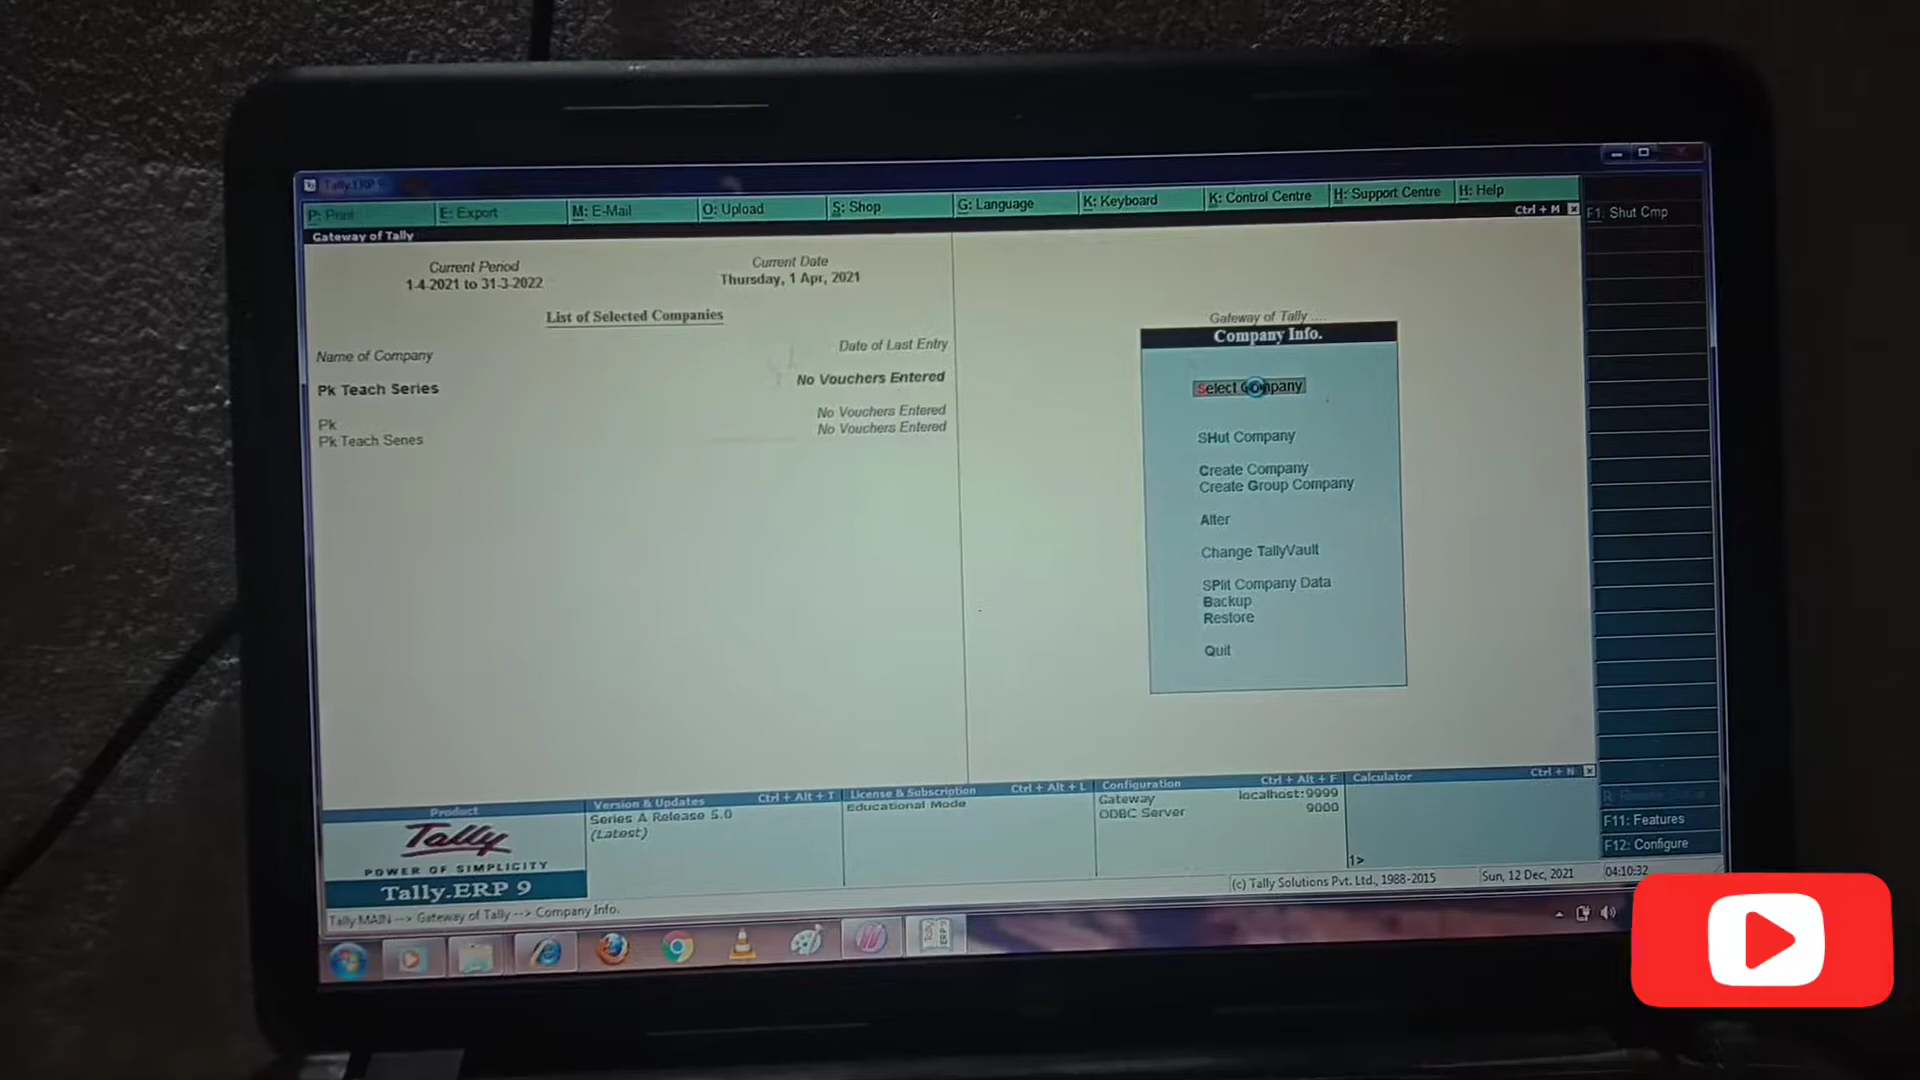 Tally.ERP 9
P: Print
E: Export
M: E-Mail
O: Upload
S: Shop
G: Language
K: Keyboard
K: Control Centre
H: Support Centre
H: Help
F1: Shut Cmp
Gateway of Tally
Ctrl + M
Current Period
1-4-2021 to 31-3-2022
Current Date
Thursday, 1 Apr, 2021
List of Selected Companies
Name of Company
Date of Last Entry
Pk Teach Series
No Vouchers Entered
Pk
No Vouchers Entered
Pk Teach Senes
No Vouchers Entered
Gateway of Tally ....
Company Info.
Select Company
SHut Company
Create Company
Create Group Company
Alter
Change TallyVault
SPlit Company Data
Backup
Restore
Quit
Product
Tally
POWER OF SIMPLICITY
Tally.ERP 9
Version & Updates
Ctrl + Alt + T
Series A Release 5.0
(Latest)
License & Subscription
Ctrl + Alt + L
Educational Mode
Configuration
Ctrl + Alt + F
Gateway
localhost:9999
ODBC Server
9000
Calculator
Ctrl + N
1>
F11: Features
F12: Configure
Tally MAIN --> Gateway of Tally --> Company Info.
(c) Tally Solutions Pvt. Ltd., 1988-2015
Sun, 12 Dec, 2021
04:10:32
Tally
ERP 9